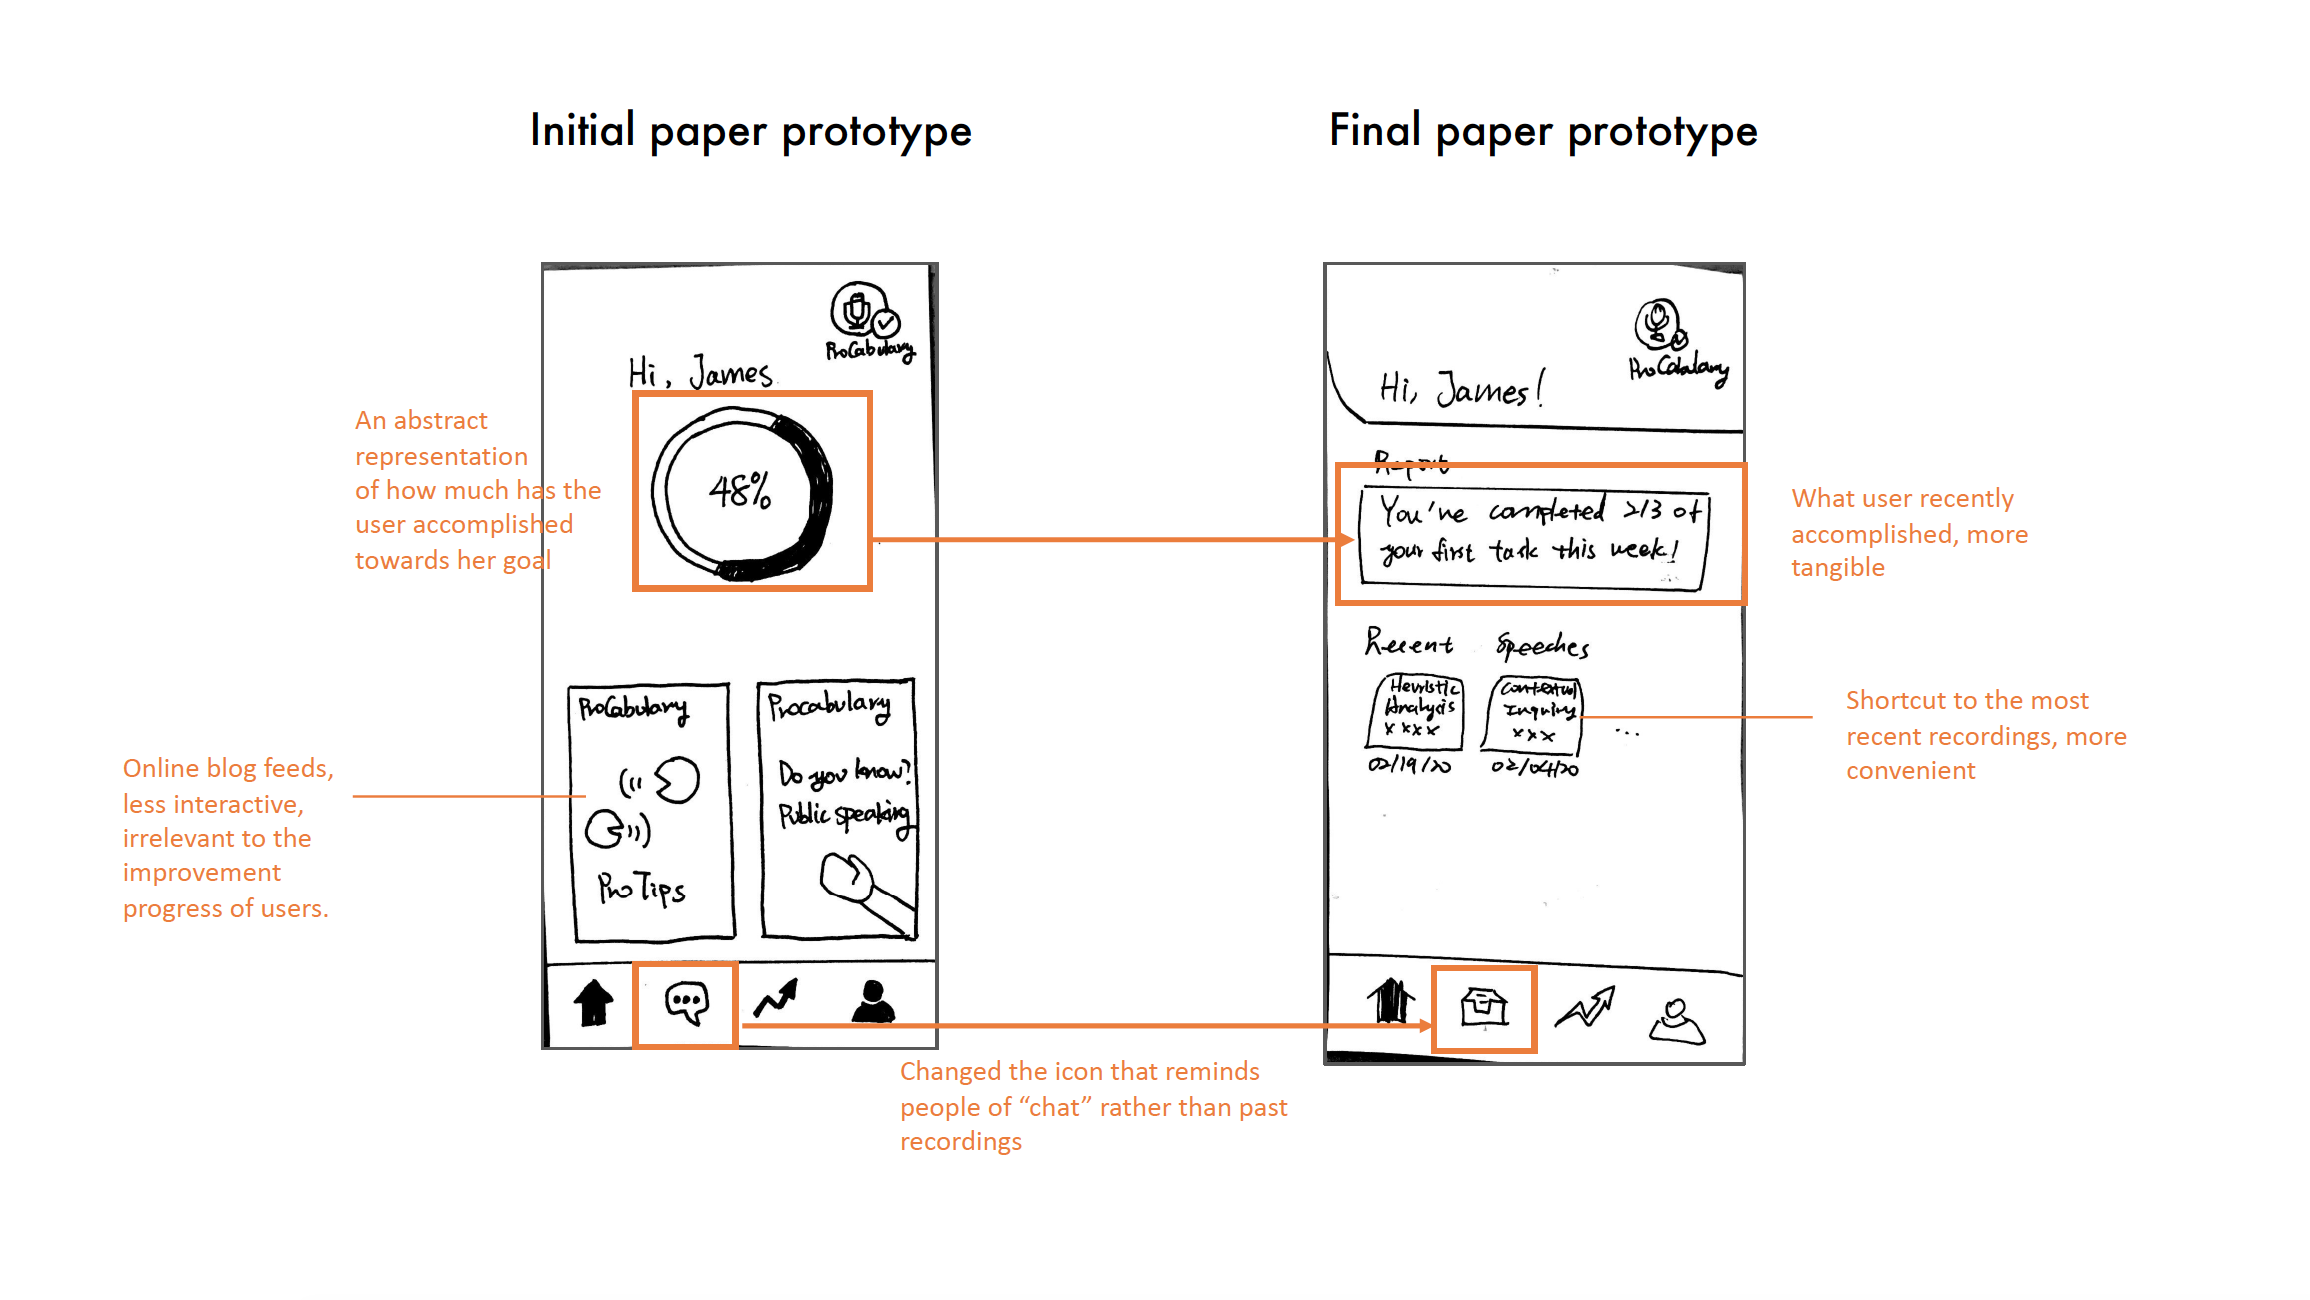 Initial paper prototype
Final paper prototype
ProCabulary
Hi, James
48%
An abstract
representation
of how much has the
user accomplished
towards her goal
ProCabulary
Pro Tips
Procabulary
Do you know?
Public speaking
Online blog feeds,
less interactive,
irrelevant to the
improvement
progress of users.
ProCabulary
Hi, James!
Report
You've completed 2/3 of
your first task this week!
What user recently
accomplished, more
tangible
Recent Speeches
Heuristic
Analysis
xxxx
02/19/20
Contextual
Inquiry
xxx
02/04/20
...
Shortcut to the most
recent recordings, more
convenient
Changed the icon that reminds
people of “chat” rather than past
recordings